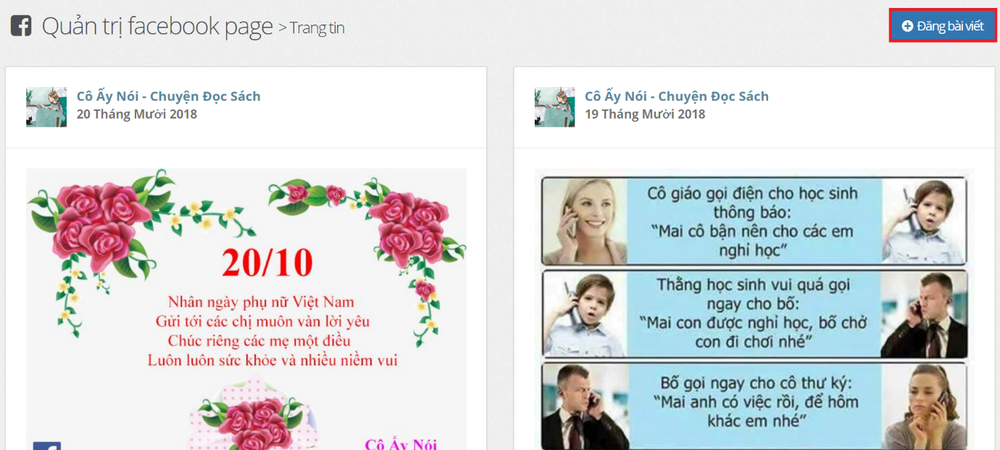 Quản trị facebook page > Trang tin
Đăng bài viết
Cô Ấy Nói - Chuyện Đọc Sách
20 Tháng Mười 2018
20/10
Nhân ngày phụ nữ Việt Nam
Gửi tới các chị muôn vàn lời yêu
Chúc riêng các mẹ một điều
Luôn luôn sức khỏe và nhiều niềm vui
Cô Ấy Nói
Cô Ấy Nói - Chuyện Đọc Sách
19 Tháng Mười 2018
Cô giáo gọi điện cho học sinh
thông báo:
“Mai cô bận nên cho các em
nghỉ học”
Thằng học sinh vui quá gọi
ngay cho bố:
“Mai con được nghỉ học, bố chở
con đi chơi nhé”
Bố gọi ngay cho cô thư ký:
“Mai anh có việc rồi, để hôm
khác em nhé”